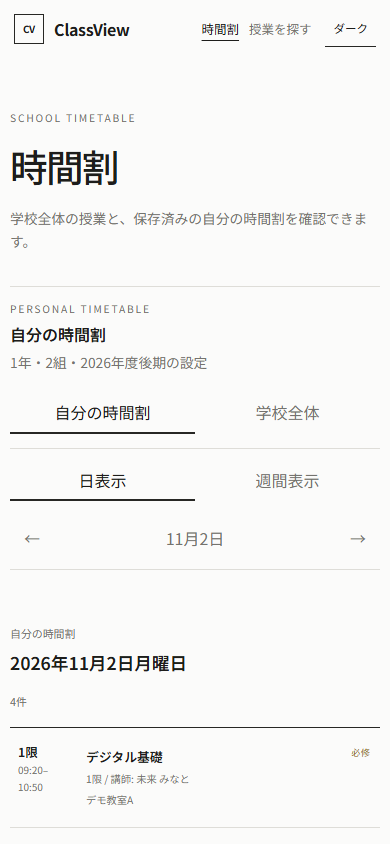 CV ClassView 時間割 授業を探す ダーク
SCHOOL TIMETABLE
時間割
学校全体の授業と、保存済みの自分の時間割を確認できま
す。
PERSONAL TIMETABLE
自分の時間割
1年・2組・2026年度後期の設定
自分の時間割 学校全体
日表示 週間表示
← 11月2日 →
自分の時間割
2026年11月2日月曜日
4件
1限 デジタル基礎 必修
09:20– 1限 / 講師: 未来 みなと
10:50 デモ教室A